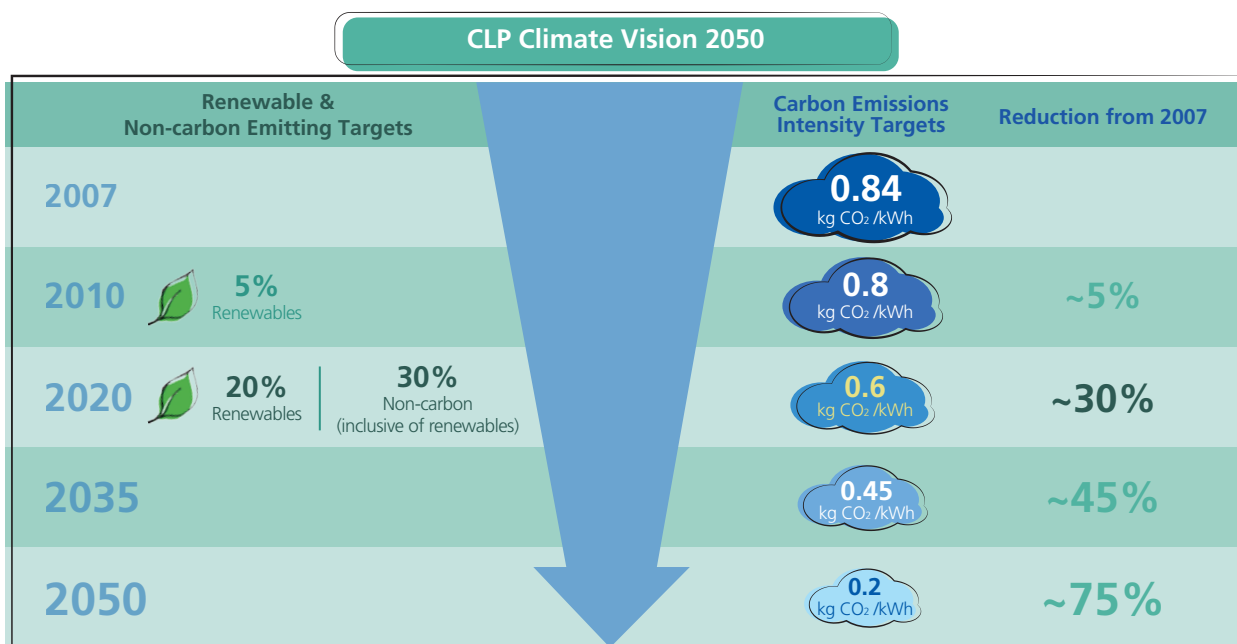 CLP Climate Vision 2050
Renewable &
Non-carbon Emitting Targets
Carbon Emissions
Intensity Targets
Reduction from 2007
2007
0.84
kg CO₂ /kWh
2010
5%
Renewables
0.8
kg CO₂ /kWh
~5%
2020
20%
Renewables
30%
Non-carbon
(inclusive of renewables)
0.6
kg CO₂ /kWh
~30%
2035
0.45
kg CO₂ /kWh
~45%
2050
0.2
kg CO₂ /kWh
~75%